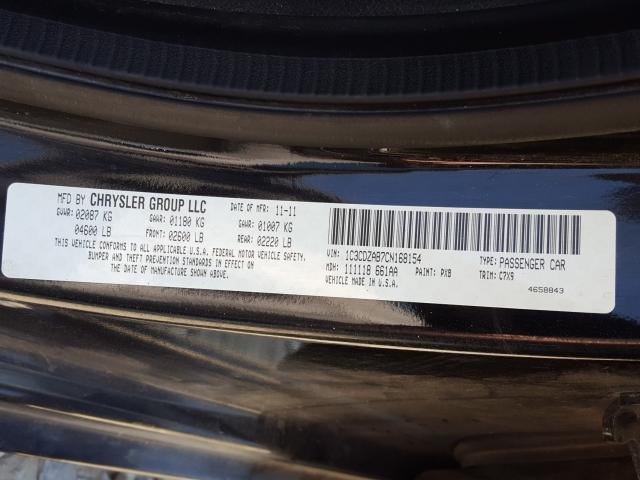 MFD BY CHRYSLER GROUP LLC DATE OF MFR: 11-11
GVWR: 02087 KG GAWR: 01180 KG GAWR: 01007 KG
04600 LB FRONT: 02600 LB REAR: 02220 LB
THIS VEHICLE CONFORMS TO ALL APPLICABLE U.S.A. FEDERAL MOTOR VEHICLE SAFETY,
BUMPER AND THEFT PREVENTION STANDARDS IN EFFECT ON
THE DATE OF MANUFACTURE SHOWN ABOVE.
VIN: 1C3CDZAB7CN168154 TYPE: PASSENGER CAR
MDH: 111118 661AA PAINT: PX8 TRIM: C7X9
VEHICLE MADE IN U.S.A.
4658843